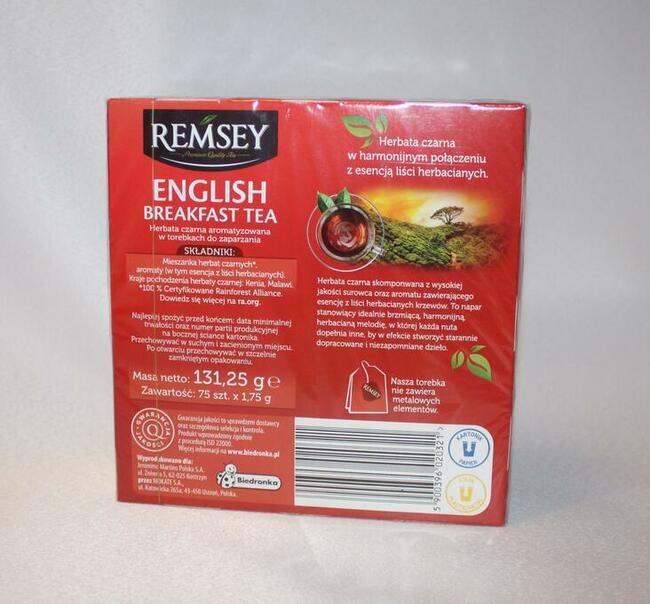 REMSEY
Premium Quality Tea
ENGLISH
BREAKFAST TEA
Herbata czarna aromatyzowana
w torebkach do zaparzania
SKŁADNIKI:
Mieszanka herbat czarnych*,
aromaty (w tym esencja z liści herbacianych).
Kraje pochodzenia herbaty czarnej: Kenia, Malawi.
*100 % Certyfikowane Rainforest Alliance.
Dowiedz się więcej na ra.org.
Najlepiej spożyć przed końcem: data minimalnej
trwałości oraz numer partii produkcyjnej
na bocznej ściance kartonika.
Przechowywać w suchym i zacienionym miejscu.
Po otwarciu przechowywać w szczelnie
zamkniętym opakowaniu.
Masa netto: 131,25 g e
Zawartość: 75 szt. x 1,75 g
Herbata czarna
w harmonijnym połączeniu
z esencją liści herbacianych.
Herbata czarna skomponowana z wysokiej
jakości surowca oraz aromatu zawierającego
esencję z liści herbacianych krzewów. To napar
stanowiący idealnie brzmiącą, harmonijną,
herbacianą melodię, w której każda nuta
dopełnia inne, by w efekcie stworzyć starannie
dopracowane i niezapomniane dzieło.
REMSEY
Nasza torebka
nie zawiera
metalowych
elementów.
GWARANCJA
JAKOŚCI
Gwarancja jakości to sprawdzeni dostawcy
oraz szczegółowa selekcja i kontrola.
Produkt wprowadzony zgodnie
z procedurą ISO 22000.
Więcej informacji na www.biedronka.pl
Wyprodukowano dla:
Jeronimo Martins Polska S.A.
ul. Żniwna 5, 62-025 Kostrzyn
przez MOKATE S.A.,
ul. Katowicka 265a, 43-450 Ustroń, Polska.
Biedronka
5 900396 020321 >
KARTONIK
PAPIER